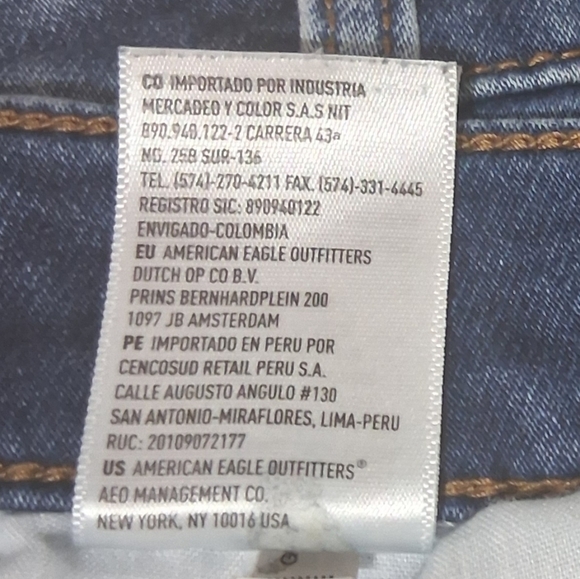 CO IMPORTADO POR INDUSTRIA
MERCADEO Y COLOR S.A.S NIT
890.940.122-2 CARRERA 43ª
NO. 25B SUR-136
TEL. (574)-270-4211 FAX. (574)-331-4445
REGISTRO SIC: 890940122
ENVIGADO-COLOMBIA
EU AMERICAN EAGLE OUTFITTERS
DUTCH OP CO B.V.
PRINS BERNHARDPLEIN 200
1097 JB AMSTERDAM
PE IMPORTADO EN PERU POR
CENCOSUD RETAIL PERU S.A.
CALLE AUGUSTO ANGULO #130
SAN ANTONIO-MIRAFLORES, LIMA-PERU
RUC: 20109072177
US AMERICAN EAGLE OUTFITTERS®
AEO MANAGEMENT CO.
NEW YORK, NY 10016 USA